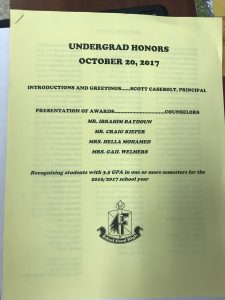 UNDERGRAD HONORS
OCTOBER 20, 2017
INTRODUCTIONS AND GREETINGS.....SCOTT CASEBOLT, PRINCIPAL
PRESENTATION OF AWARDS..............................COUNSELORS
MR. IBRAHIM BAYDOUN
MR. CRAIG KIEFER
MRS. HELLA MOHAMED
MRS. GAIL WELMERS
Recognizing students with 3.5 GPA in one or more semesters for the
2016/2017 school year